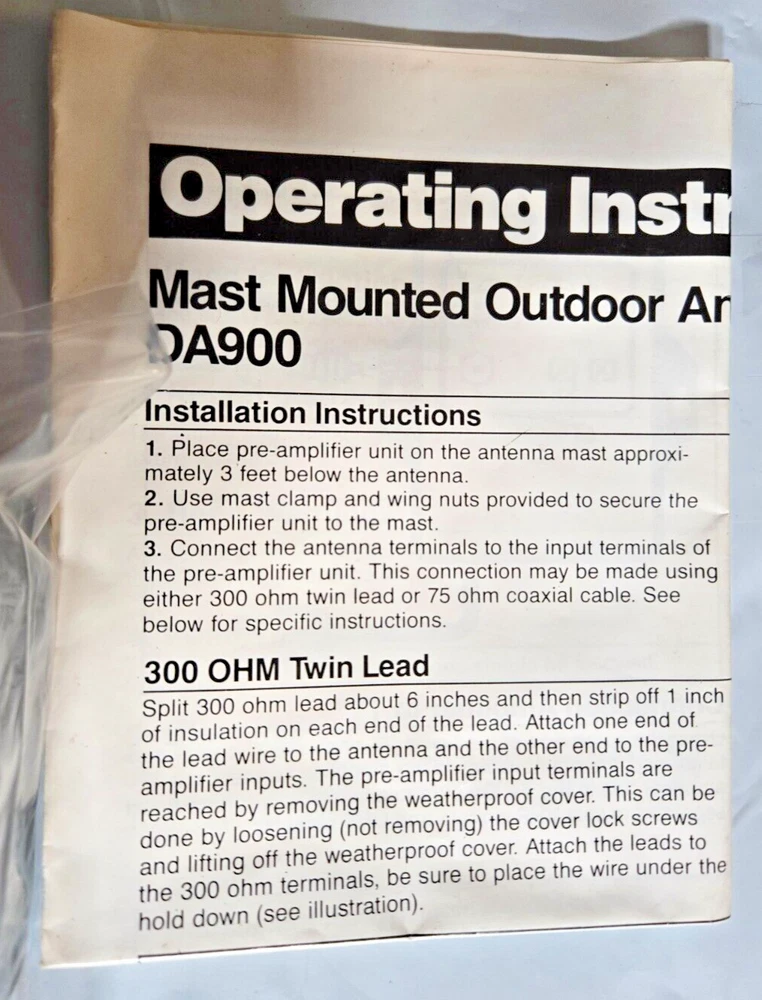 Operating Instr
Mast Mounted Outdoor An
DA900
Installation Instructions
1. Place pre-amplifier unit on the antenna mast approxi-
mately 3 feet below the antenna.
2. Use mast clamp and wing nuts provided to secure the
pre-amplifier unit to the mast.
3. Connect the antenna terminals to the input terminals of
the pre-amplifier unit. This connection may be made using
either 300 ohm twin lead or 75 ohm coaxial cable. See
below for specific instructions.
300 OHM Twin Lead
Split 300 ohm lead about 6 inches and then strip off 1 inch
of insulation on each end of the lead. Attach one end of
the lead wire to the antenna and the other end to the pre-
amplifier inputs. The pre-amplifier input terminals are
reached by removing the weatherproof cover. This can be
done by loosening (not removing) the cover lock screws
and lifting off the weatherproof cover. Attach the leads to
the 300 ohm terminals, be sure to place the wire under the
hold down (see illustration).